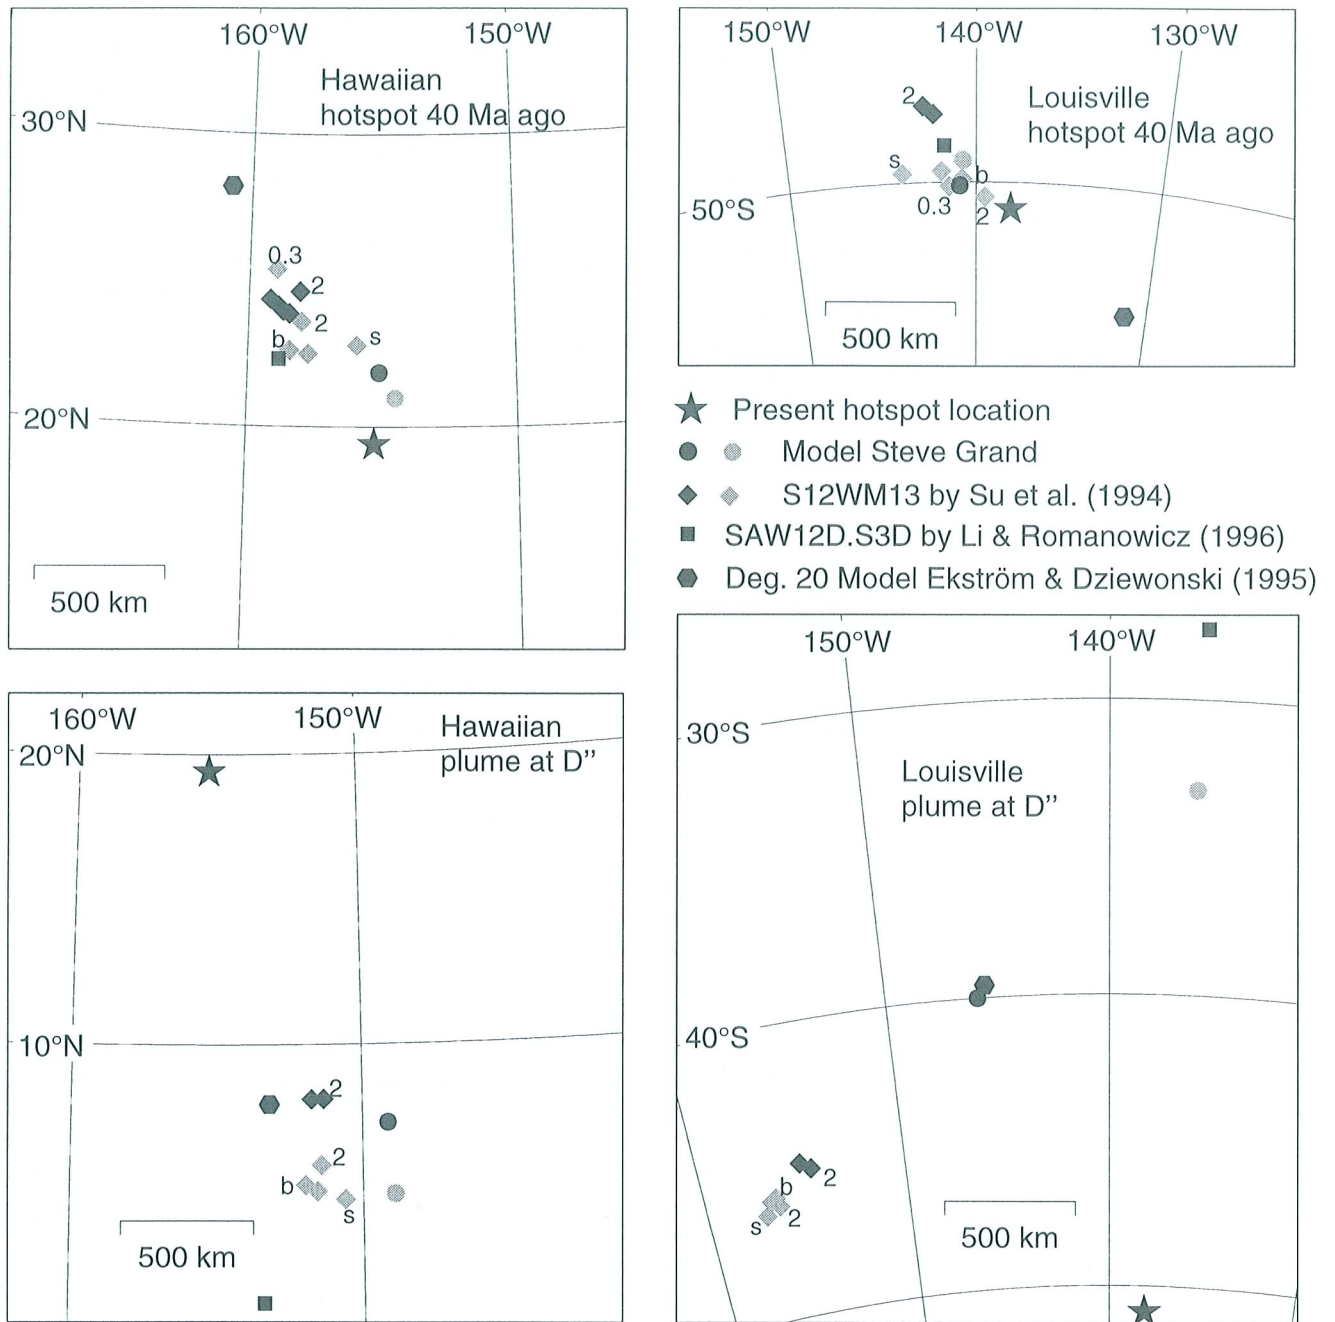 160°W
150°W
Hawaiian
hotspot 40 Ma ago
30°N
0.3
2
2
b
s
20°N
500 km
150°W
140°W
130°W
Louisville
hotspot 40 Ma ago
2
s
b
0.3
2
50°S
500 km
Present hotspot location
Model Steve Grand
S12WM13 by Su et al. (1994)
SAW12D.S3D by Li & Romanowicz (1996)
Deg. 20 Model Ekström & Dziewonski (1995)
160°W
150°W
Hawaiian
plume at D’’
20°N
10°N
2
2
b
s
500 km
150°W
140°W
30°S
Louisville
plume at D’’
40°S
2
b
2
s
500 km